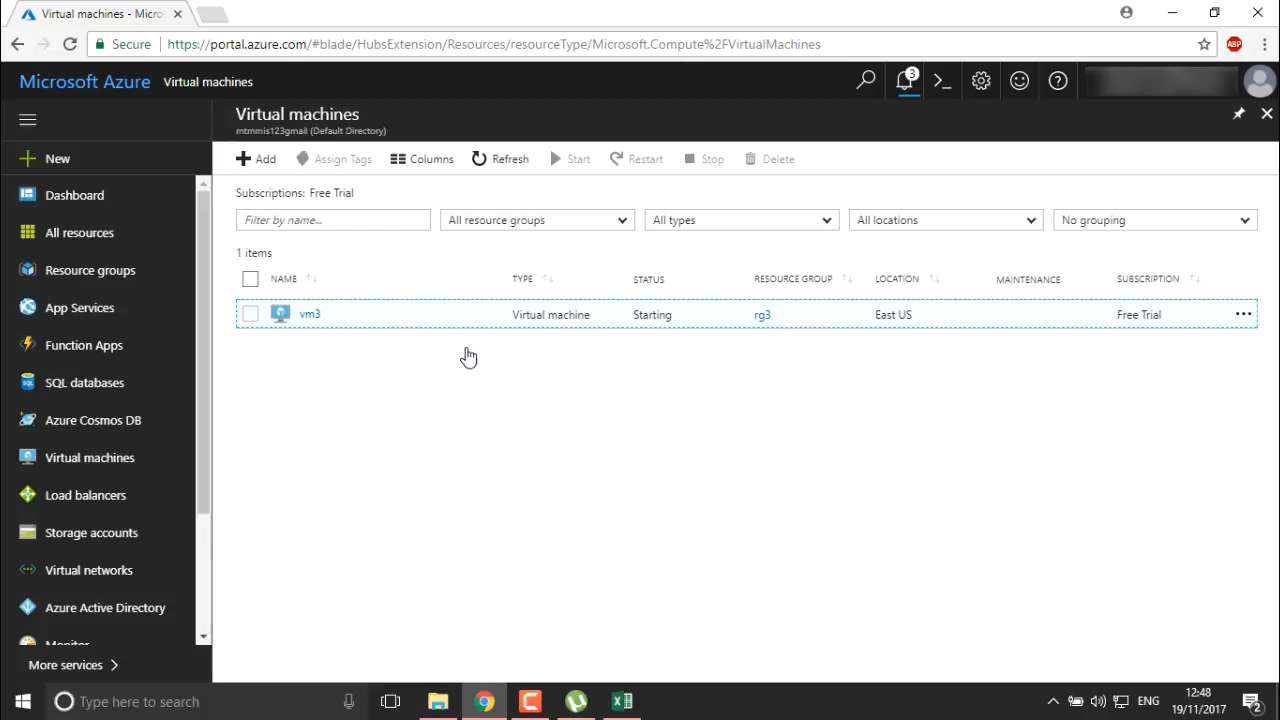 Virtual machines - Micro
Secure https://portal.azure.com/#blade/HubsExtension/Resources/resourceType/Microsoft.Compute%2FVirtualMachines
ABP
Microsoft Azure Virtual machines
3
Virtual machines
mtmmis123gmail (Default Directory)
New
Add Assign Tags Columns Refresh Start Restart Stop Delete
Dashboard
All resources
Resource groups
App Services
Function Apps
SQL databases
Azure Cosmos DB
Virtual machines
Load balancers
Storage accounts
Virtual networks
Azure Active Directory
Monitor
More services
Subscriptions: Free Trial
Filter by name... All resource groups All types All locations No grouping
1 items
NAME TYPE STATUS RESOURCE GROUP LOCATION MAINTENANCE SUBSCRIPTION
vm3 Virtual machine Starting rg3 East US Free Trial
Type here to search
ENG
12:48
19/11/2017
2